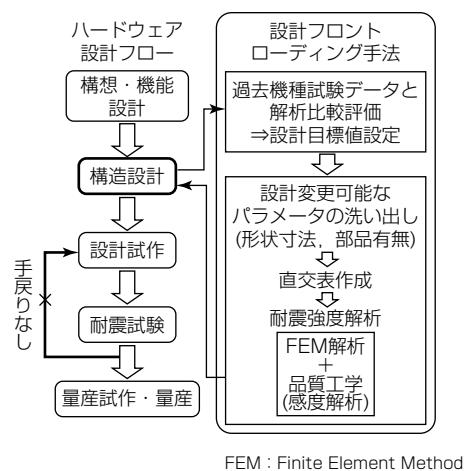 ハードウェア
設計フロー
構想・機能
設計
構造設計
設計試作
耐震試験
量産試作・量産
手戻りなし
設計フロント
ローディング手法
過去機種試験データと
解析比較評価
⇒設計目標値設定
設計変更可能な
パラメータの洗い出し
(形状寸法，部品有無)
直交表作成
耐震強度解析
FEM解析
+
品質工学
(感度解析)
FEM：Finite Element Method